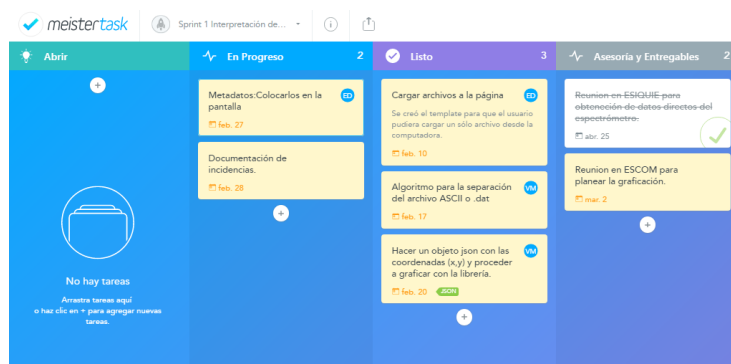 meistertask
Sprint 1 Interpretación de...
Abrir
No hay tareas
Arrastra tareas aquí
o haz clic en + para agregar nuevas
tareas.
En Progreso 2
Metadatos:Colocarlos en la
pantalla
ED
feb. 27
Documentación de
incidencias.
feb. 28
Listo 3
Cargar archivos a la página
ED
Se creó el template para que el usuario
pudiera cargar un sólo archivo desde la
computadora.
feb. 10
Algoritmo para la separación
del archivo ASCII o .dat
VM
feb. 17
Hacer un objeto json con las
coordenadas (x,y) y proceder
a graficar con la librería.
VM
feb. 20 JSON
Asesoría y Entregables 2
Reunion en ESIQUIE para
obtención de datos directos del
espectrómetro.
abr. 25
Reunion en ESCOM para
planear la graficación.
mar. 2